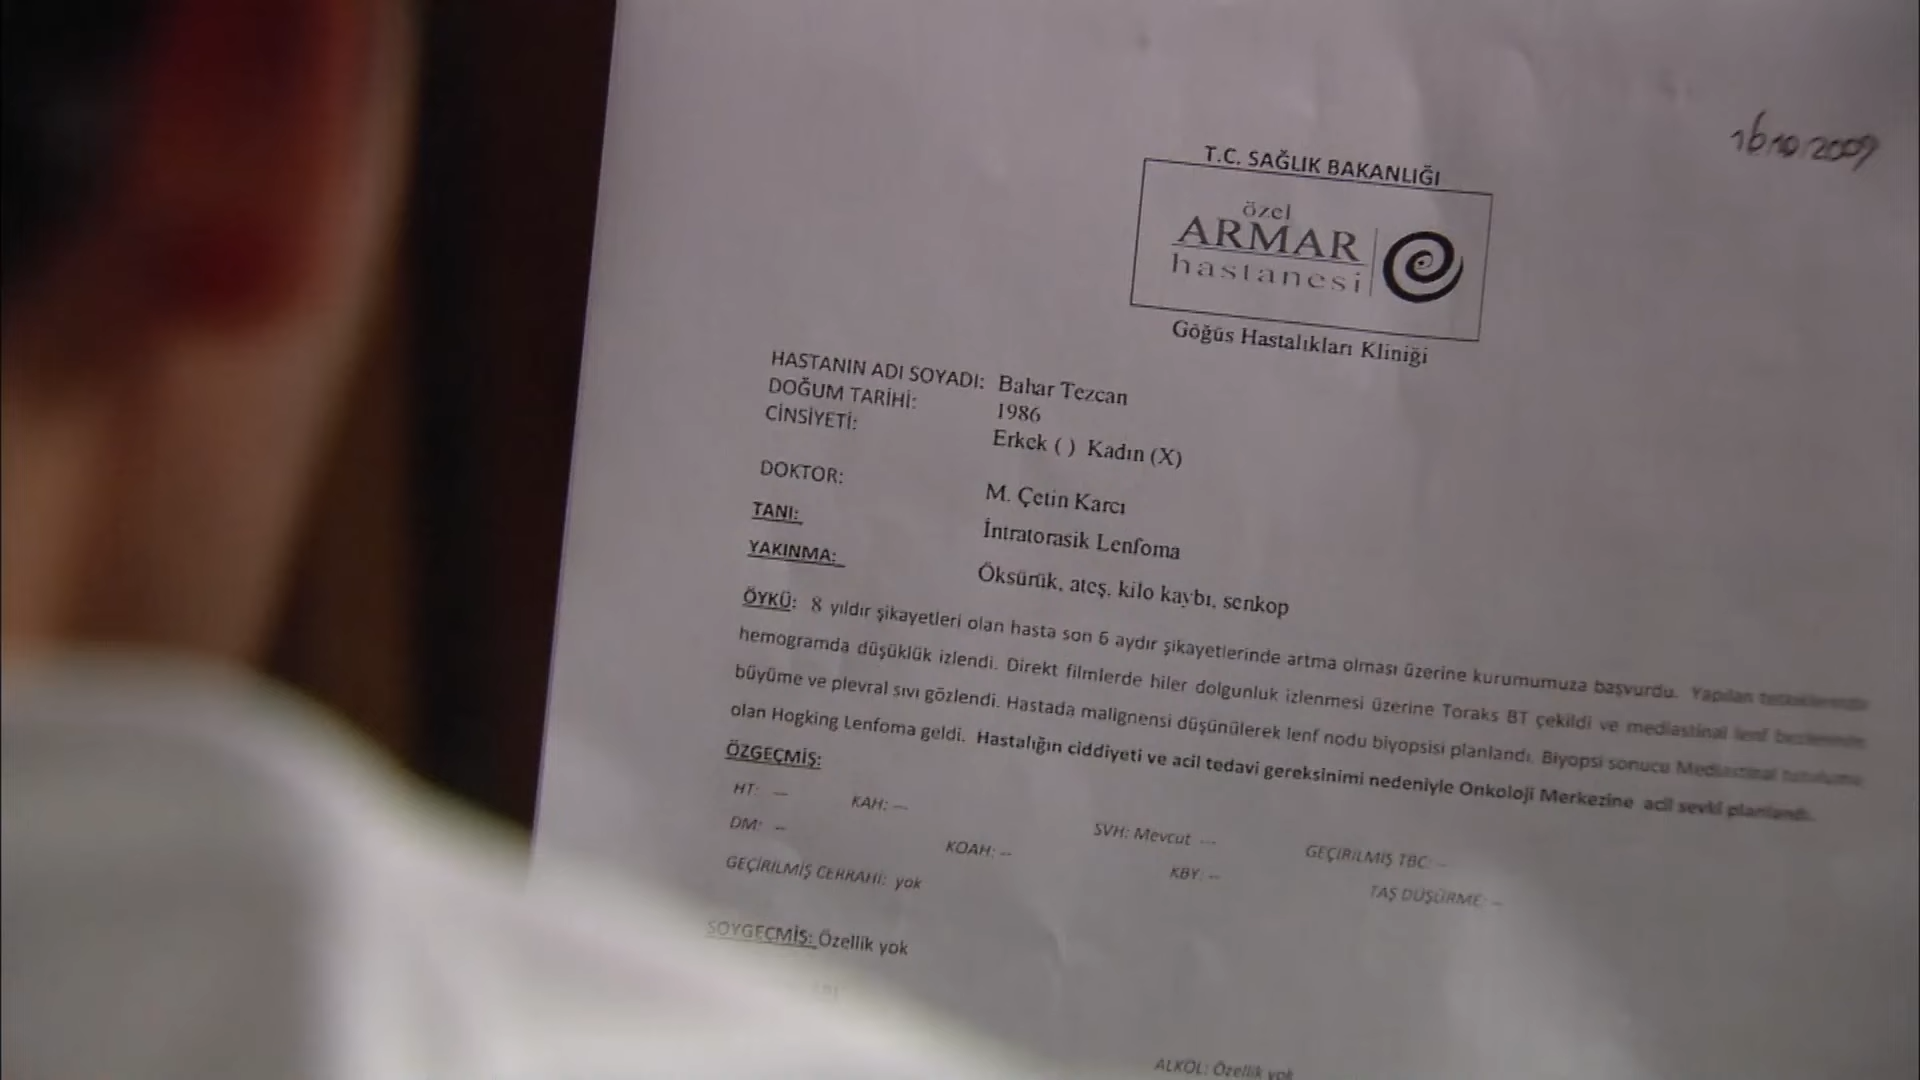 16.10.2009
T.C. SAĞLIK BAKANLIĞI
özel
ARMAR
hastanesi
Göğüs Hastalıkları Kliniği
HASTANIN ADI SOYADI: Bahar Tezcan
DOĞUM TARİHİ: 1986
CİNSİYETİ: Erkek ( ) Kadın (X)
DOKTOR: M. Çetin Karcı
TANI: İntratorasik Lenfoma
YAKINMA: Öksürük, ateş, kilo kaybı, senkop
ÖYKÜ: 8 yıldır şikayetleri olan hasta son 6 aydır şikayetlerinde artma olması üzerine kurumumuza başvurdu. Yapılan
hemogramda düşüklük izlendi. Direkt filmlerde hiler dolgunluk izlenmesi üzerine Toraks BT çekildi ve mediastinal lenf
büyüme ve plevral sıvı gözlendi. Hastada malignensi düşünülerek lenf nodu biyopsisi planlandı. Biyopsi sonucu Mediastinal
olan Hogking Lenfoma geldi. Hastalığın ciddiyeti ve acil tedavi gereksinimi nedeniyle Onkoloji Merkezine acil sevki planlandı.
ÖZGEÇMİŞ:
HT: -- KAH: -- SVH: Mevcut --- GEÇİRİLMİŞ TBC: --
DM: -- KOAH: -- KBY: -- TAŞ DÜŞÜRME: --
GEÇİRİLMİŞ CERRAHİ: yok
SOYGEÇMİŞ: Özellik yok
ALKOL: Özellik yok